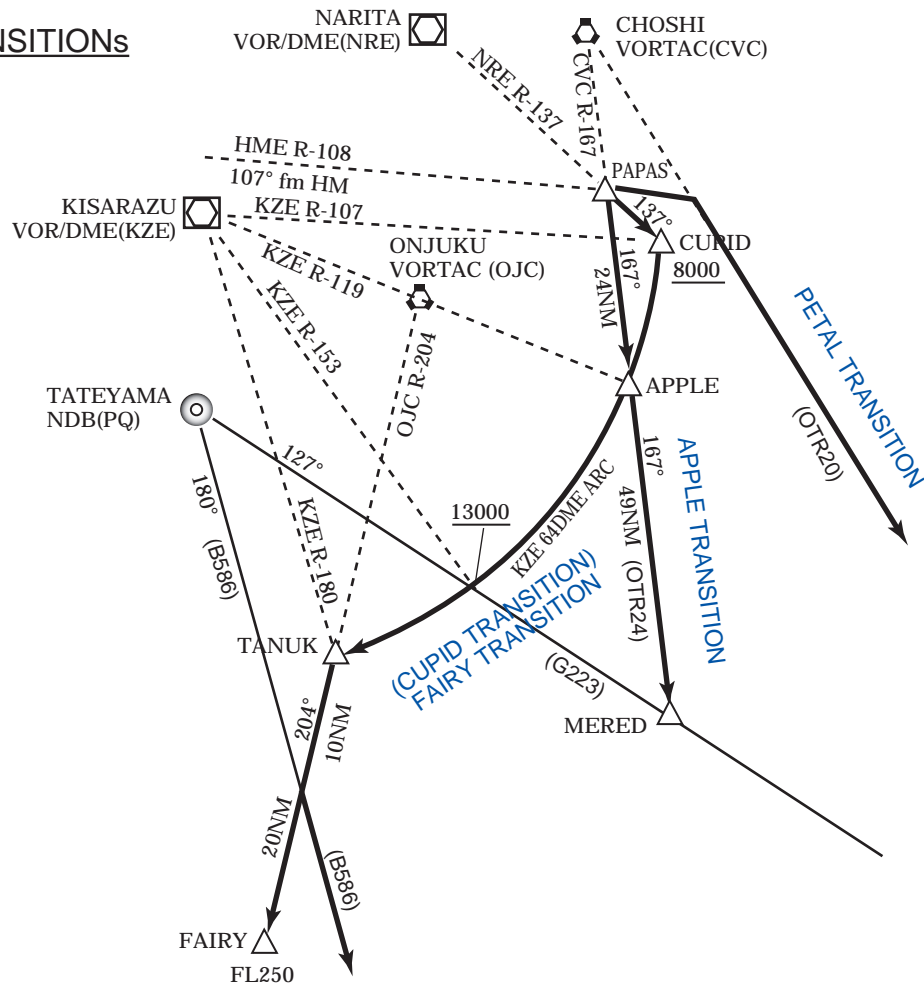 NSITIONs
NARITA
VOR/DME(NRE)
CHOSHI
VORTAC(CVC)
NRE R-137
CVC R-167
HME R-108
107° fm HM
PAPAS
KISARAZU
VOR/DME(KZE)
KZE R-107
137°
CUPID
8000
ONJUKU
VORTAC (OJC)
KZE R-119
167°
24NM
KZE R-153
PETAL TRANSITION
(OTR20)
OJC R-204
APPLE
TATEYAMA
NDB(PQ)
127°
167°
49NM
(OTR24)
APPLE TRANSITION
180°
(B586)
KZE R-180
13000
KZE 64DME ARC
(CUPID TRANSITION)
FAIRY TRANSITION
TANUK
(G223)
MERED
204°
10NM
20NM
(B586)
FAIRY
FL250